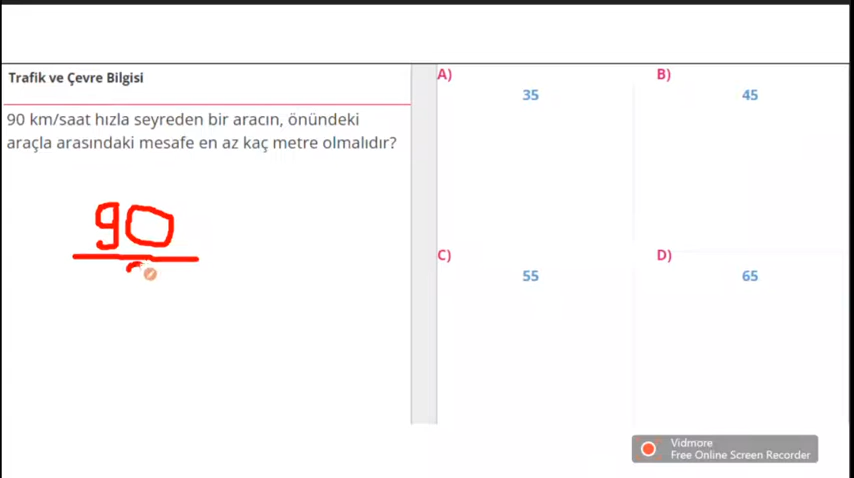 Trafik ve Çevre Bilgisi
90 km/saat hızla seyreden bir aracın, önündeki
araçla arasındaki mesafe en az kaç metre olmalıdır?
90
A)
35
B)
45
C)
55
D)
65
Vidmore
Free Online Screen Recorder